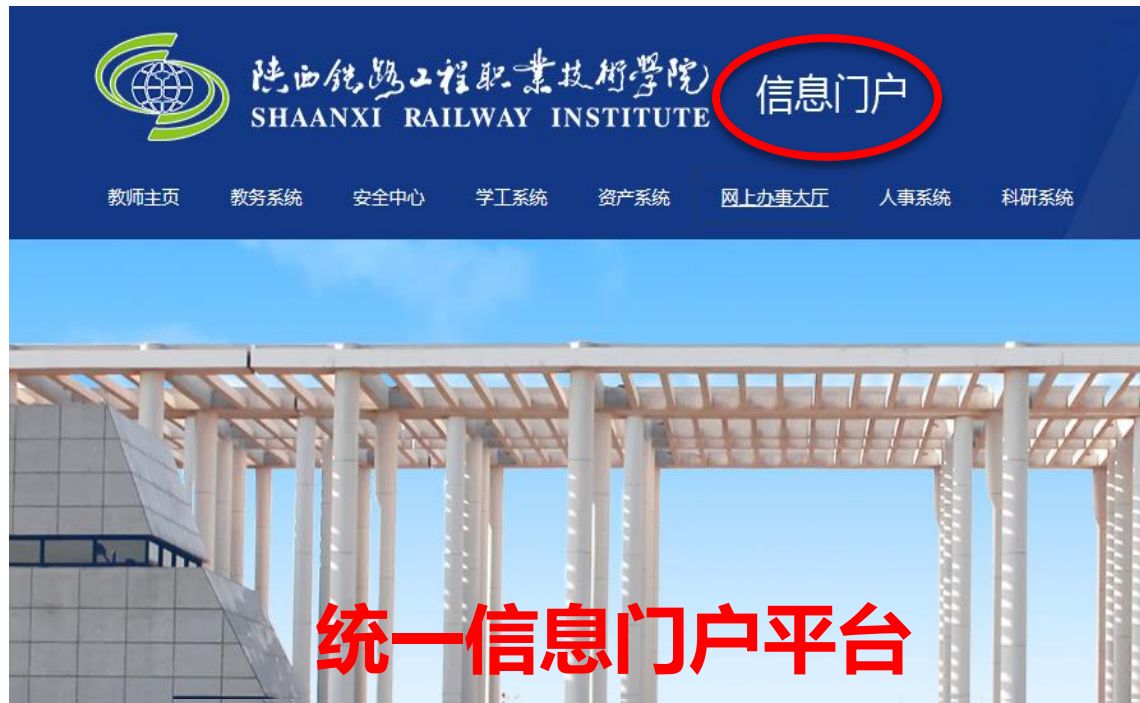 陕西铁路工程职业技术学院
SHAANXI RAILWAY INSTITUTE
信息门户
教师主页 教务系统 安全中心 学工系统 资产系统 网上办事大厅 人事系统 科研系统
统一信息门户平台